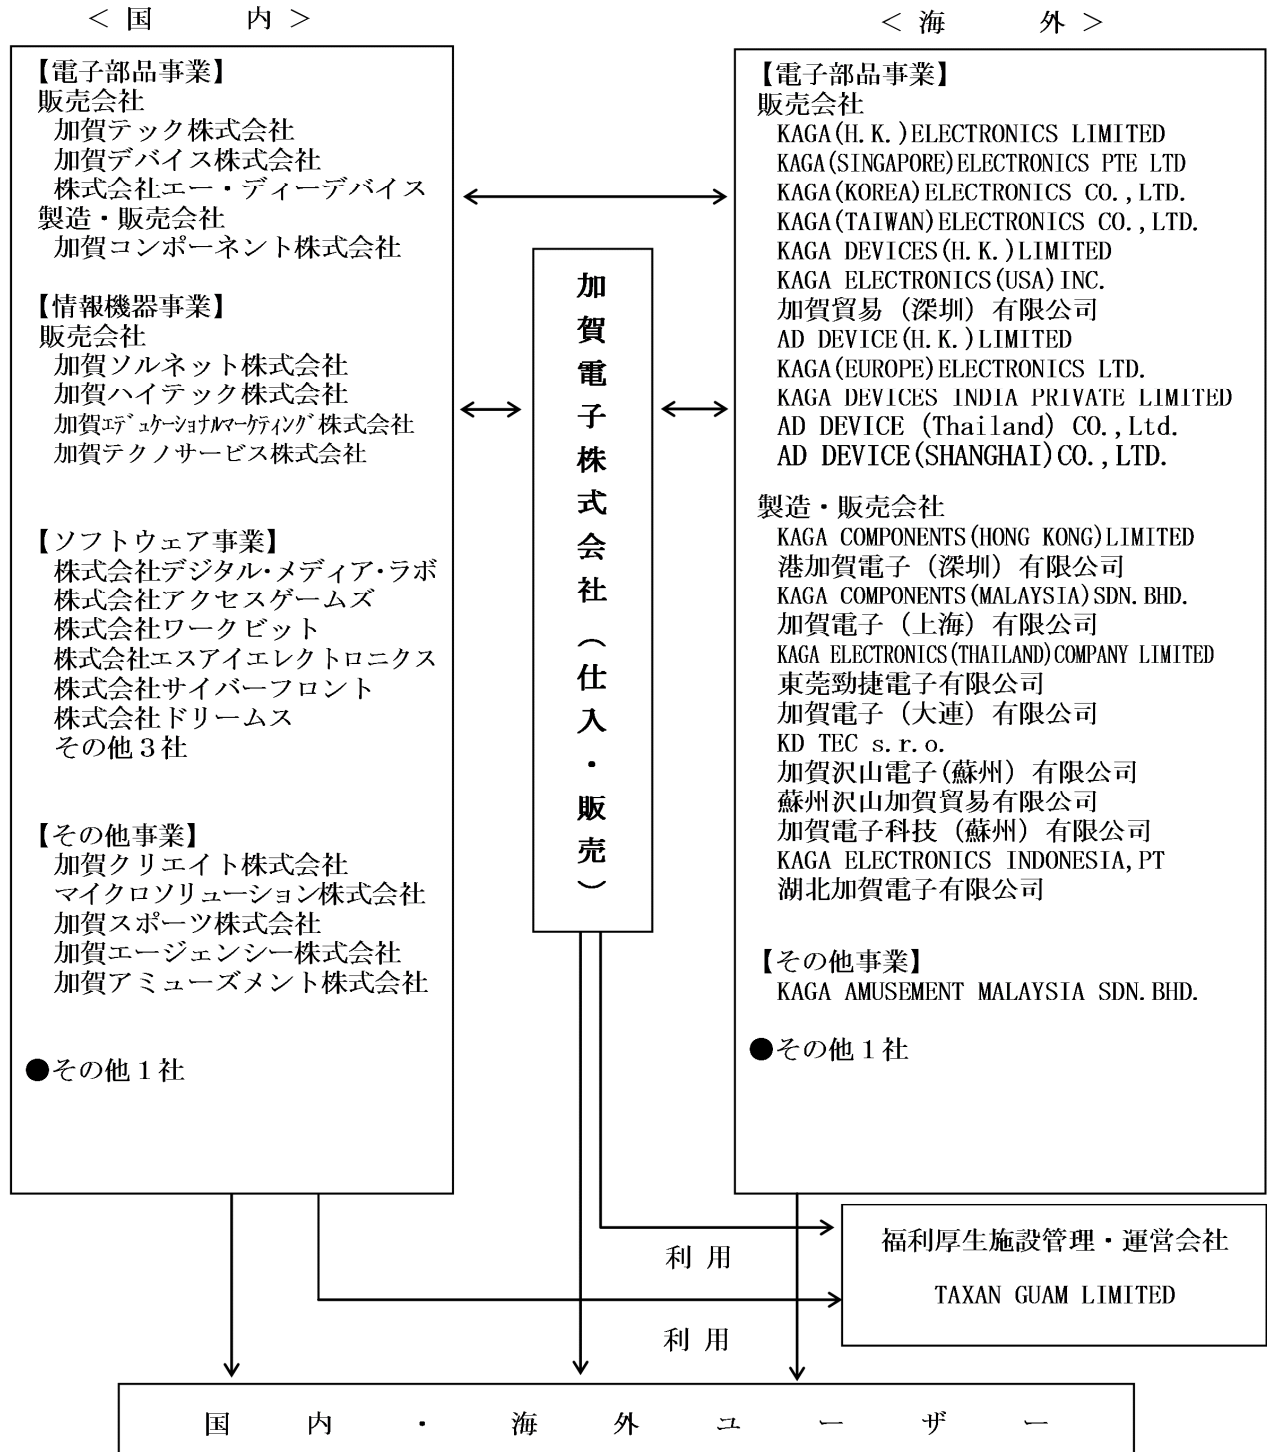 ＜国　　内＞
【電子部品事業】
販売会社
加賀テック株式会社
加賀デバイス株式会社
株式会社エー・ディーデバイス
製造・販売会社
加賀コンポーネント株式会社
【情報機器事業】
販売会社
加賀ソルネット株式会社
加賀ハイテック株式会社
加賀ｴﾃﾞｭｹｰｼｮﾅﾙﾏｰｹﾃｨﾝｸﾞ株式会社
加賀テクノサービス株式会社
【ソフトウェア事業】
株式会社デジタル・メディア・ラボ
株式会社アクセスゲームズ
株式会社ワークビット
株式会社エスアイエレクトロニクス
株式会社サイバーフロント
株式会社ドリームス
その他３社
【その他事業】
加賀クリエイト株式会社
マイクロソリューション株式会社
加賀スポーツ株式会社
加賀エージェンシー株式会社
加賀アミューズメント株式会社
●その他１社
加賀電子株式会社（仕入・販売）
＜海　　外＞
【電子部品事業】
販売会社
KAGA(H.K.)ELECTRONICS LIMITED
KAGA(SINGAPORE)ELECTRONICS PTE LTD
KAGA(KOREA)ELECTRONICS CO.,LTD.
KAGA(TAIWAN)ELECTRONICS CO.,LTD.
KAGA DEVICES(H.K.)LIMITED
KAGA ELECTRONICS(USA)INC.
加賀貿易（深圳）有限公司
AD DEVICE(H.K.)LIMITED
KAGA(EUROPE)ELECTRONICS LTD.
KAGA DEVICES INDIA PRIVATE LIMITED
AD DEVICE (Thailand) CO.,Ltd.
AD DEVICE(SHANGHAI)CO.,LTD.
製造・販売会社
KAGA COMPONENTS(HONG KONG)LIMITED
港加賀電子（深圳）有限公司
KAGA COMPONENTS(MALAYSIA)SDN.BHD.
加賀電子（上海）有限公司
KAGA ELECTRONICS(THAILAND)COMPANY LIMITED
東莞勁捷電子有限公司
加賀電子（大連）有限公司
KD TEC s.r.o.
加賀沢山電子(蘇州）有限公司
蘇州沢山加賀貿易有限公司
加賀電子科技（蘇州）有限公司
KAGA ELECTRONICS INDONESIA,PT
湖北加賀電子有限公司
【その他事業】
KAGA AMUSEMENT MALAYSIA SDN.BHD.
●その他１社
利用
利用
福利厚生施設管理・運営会社
TAXAN GUAM LIMITED
国内・海外ユーザー